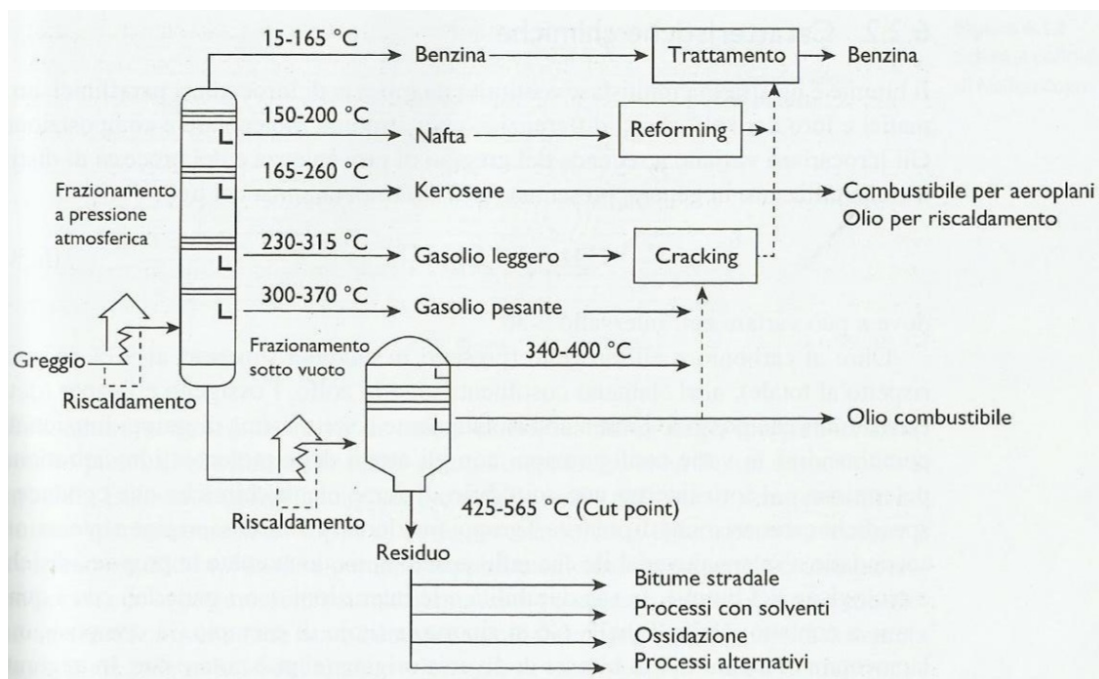 15-165 °C
Benzina
Trattamento
Benzina
150-200 °C
Nafta
Reforming
165-260 °C
Kerosene
Combustibile per aeroplani
Olio per riscaldamento
Frazionamento
a pressione
atmosferica
230-315 °C
Gasolio leggero
Cracking
300-370 °C
Gasolio pesante
Greggio
Riscaldamento
Frazionamento
sotto vuoto
340-400 °C
Olio combustibile
Riscaldamento
425-565 °C (Cut point)
Residuo
Bitume stradale
Processi con solventi
Ossidazione
Processi alternativi